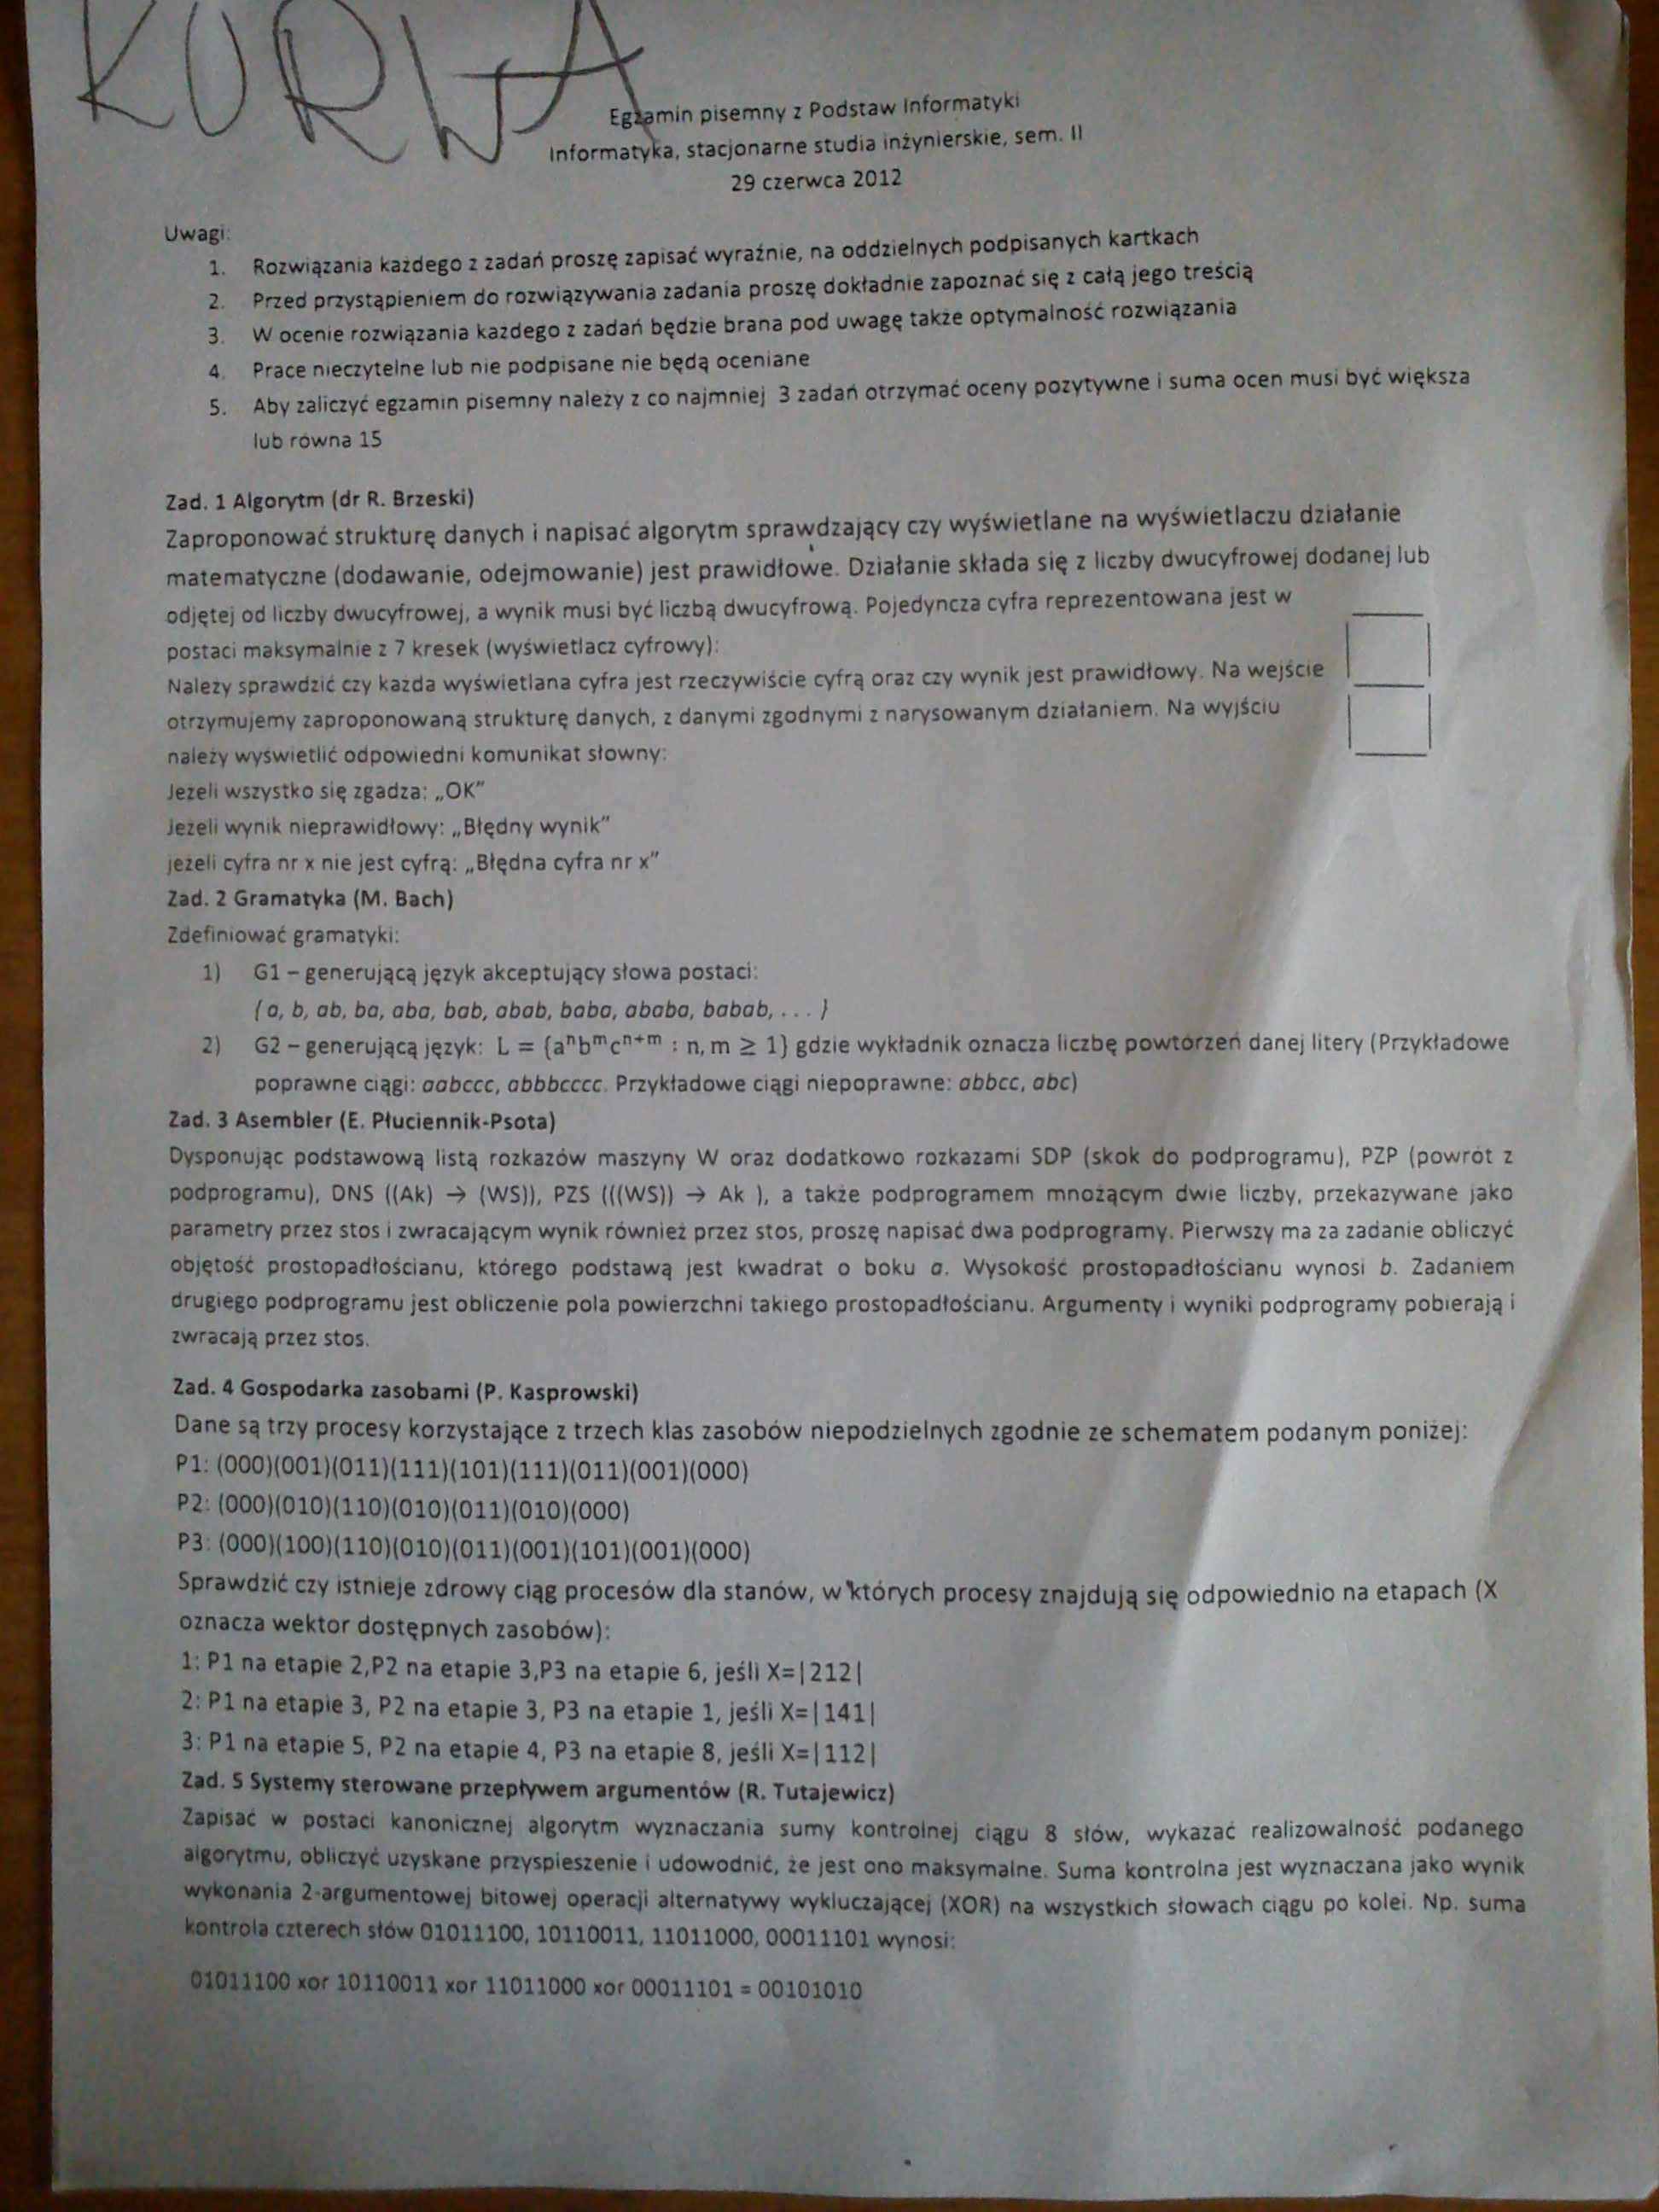 KURWA
Egzamin pisemny z Podstaw Informatyki
Informatyka, stacjonarne studia inżynierskie, sem. II
29 czerwca 2012
Uwagi:
1. Rozwiązania każdego z zadań proszę zapisać wyraźnie, na oddzielnych podpisanych kartkach
2. Przed przystąpieniem do rozwiązywania zadania proszę dokładnie zapoznać się z całą jego treścią
3. W ocenie rozwiązania każdego z zadań będzie brana pod uwagę także optymalność rozwiązania
4. Prace nieczytelne lub nie podpisane nie będą oceniane
5. Aby zaliczyć egzamin pisemny należy z co najmniej 3 zadań otrzymać oceny pozytywne i suma ocen musi być większa
lub równa 15
Zad. 1 Algorytm (dr R. Brzeski)
Zaproponować strukturę danych i napisać algorytm sprawdzający czy wyświetlane na wyświetlaczu działanie
matematyczne (dodawanie, odejmowanie) jest prawidłowe. Działanie składa się z liczby dwucyfrowej dodanej lub
odjętej od liczby dwucyfrowej, a wynik musi być liczbą dwucyfrową. Pojedyncza cyfra reprezentowana jest w
postaci maksymalnie z 7 kresek (wyświetlacz cyfrowy):
Należy sprawdzić czy każda wyświetlana cyfra jest rzeczywiście cyfrą oraz czy wynik jest prawidłowy. Na wejście
otrzymujemy zaproponowaną strukturę danych, z danymi zgodnymi z narysowanym działaniem. Na wyjściu
należy wyświetlić odpowiedni komunikat słowny:
Jeżeli wszystko się zgadza: „OK”
Jeżeli wynik nieprawidłowy: „Błędny wynik”
jeżeli cyfra nr x nie jest cyfrą: „Błędna cyfra nr x”
Zad. 2 Gramatyka (M. Bach)
Zdefiniować gramatyki:
1) G1 – generującą język akceptujący słowa postaci:
{a, b, ab, ba, aba, bab, abab, baba, ababa, babab, . . . }
2) G2 – generującą język: L = {aⁿbᵐcⁿ⁺ᵐ : n, m ≥ 1} gdzie wykładnik oznacza liczbę powtórzeń danej litery (Przykładowe
poprawne ciągi: aabccc, abbbcccc. Przykładowe ciągi niepoprawne: abbcc, abc)
Zad. 3 Asembler (E. Płuciennik-Psota)
Dysponując podstawową listą rozkazów maszyny W oraz dodatkowo rozkazami SDP (skok do podprogramu), PZP (powrót z
podprogramu), DNS ((Ak) → (WS)), PZS (((WS)) → Ak ), a także podprogramem mnożącym dwie liczby, przekazywane jako
parametry przez stos i zwracającym wynik również przez stos, proszę napisać dwa podprogramy. Pierwszy ma za zadanie obliczyć
objętość prostopadłościanu, którego podstawą jest kwadrat o boku a. Wysokość prostopadłościanu wynosi b. Zadaniem
drugiego podprogramu jest obliczenie pola powierzchni takiego prostopadłościanu. Argumenty i wyniki podprogramy pobierają i
zwracają przez stos.
Zad. 4 Gospodarka zasobami (P. Kasprowski)
Dane są trzy procesy korzystające z trzech klas zasobów niepodzielnych zgodnie ze schematem podanym poniżej:
P1: (000)(001)(011)(111)(101)(111)(011)(001)(000)
P2: (000)(010)(110)(010)(011)(010)(000)
P3: (000)(100)(110)(010)(011)(001)(101)(001)(000)
Sprawdzić czy istnieje zdrowy ciąg procesów dla stanów, w których procesy znajdują się odpowiednio na etapach (X
oznacza wektor dostępnych zasobów):
1: P1 na etapie 2,P2 na etapie 3,P3 na etapie 6, jeśli X=|212|
2: P1 na etapie 3, P2 na etapie 3, P3 na etapie 1, jeśli X=|141|
3: P1 na etapie 5, P2 na etapie 4, P3 na etapie 8, jeśli X=|112|
Zad. 5 Systemy sterowane przepływem argumentów (R. Tutajewicz)
Zapisać w postaci kanonicznej algorytm wyznaczania sumy kontrolnej ciągu 8 słów, wykazać realizowalność podanego
algorytmu, obliczyć uzyskane przyspieszenie i udowodnić, że jest ono maksymalne. Suma kontrolna jest wyznaczana jako wynik
wykonania 2-argumentowej bitowej operacji alternatywy wykluczającej (XOR) na wszystkich słowach ciągu po kolei. Np. suma
kontrola czterech słów 01011100, 10110011, 11011000, 00011101 wynosi:
01011100 xor 10110011 xor 11011000 xor 00011101 = 00101010